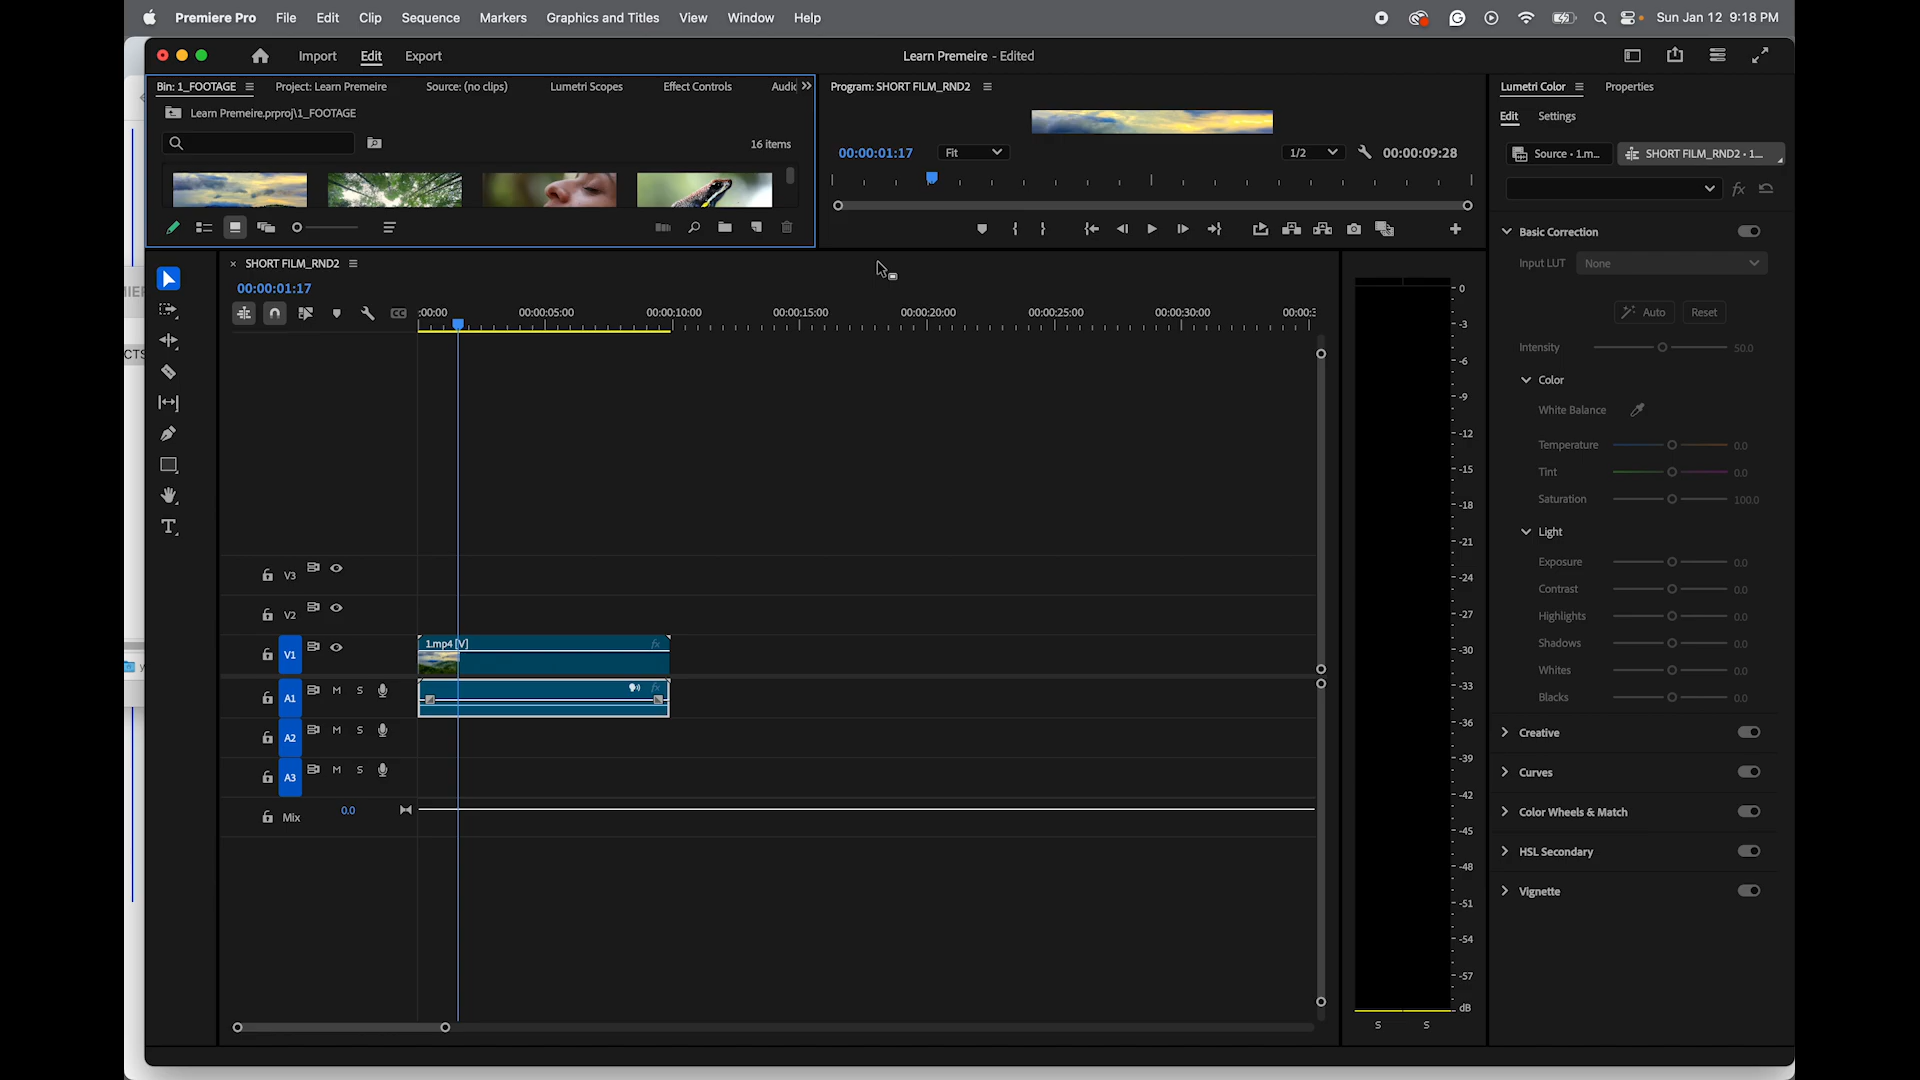 Premiere Pro File Edit Clip Sequence Markers Graphics and Titles View Window Help Sun Jan 12 9:18 PM
Import Edit Export Learn Premeire - Edited
Bin: 1_FOOTAGE Project: Learn Premeire Source: (no clips) Lumetri Scopes Effect Controls Program: SHORT FILM_RND2 Lumetri Color Properties
Learn Premeire.prproj\1_FOOTAGE
Edit Settings
16 items
00:00:01:17 Fit 1/2 00:00:09:28
Source • 1.m... SHORT FILM_RND2 • 1...
fx
Basic Correction
Input LUT None
SHORT FILM_RND2
00:00:01:17
CC
:00:00 00:00:05:00 00:00:10:00 00:00:15:00 00:00:20:00 00:00:25:00 00:00:30:00
Auto Reset
Intensity 50.0
Color
White Balance
Temperature 0.0
Tint 0.0
Saturation 100.0
Light
Exposure 0.0
Contrast 0.0
Highlights 0.0
Shadows 0.0
Whites 0.0
Blacks 0.0
Creative
Curves
Color Wheels & Match
HSL Secondary
Vignette
V3
V2
V1 1.mp4 [V] fx
A1 M S fx
A2 M S
A3 M S
Mix 0.0
0
-3
-6
-9
-12
-15
-18
-21
-24
-27
-30
-33
-36
-39
-42
-45
-48
-51
-54
-57
dB
S S